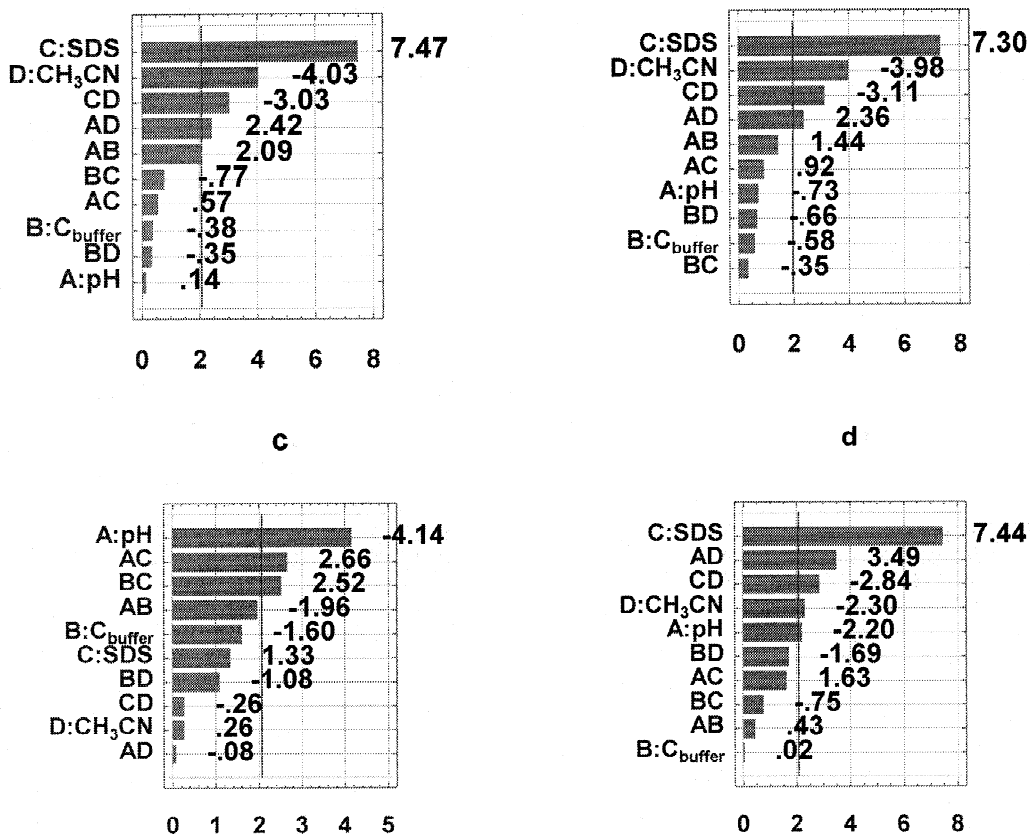 C:SDS 7.47
D:CH₃CN -4.03
CD -3.03
AD 2.42
AB 2.09
BC -.77
AC .57
B:Cbuffer -.38
BD -.35
A:pH .14
0 2 4 6 8
C:SDS 7.30
D:CH₃CN -3.98
CD -3.11
AD 2.36
AB 1.44
AC .92
A:pH -.73
BD -.66
B:Cbuffer -.58
BC -.35
0 2 4 6 8
c
A:pH -4.14
AC 2.66
BC 2.52
AB -1.96
B:Cbuffer -1.60
C:SDS 1.33
BD -1.08
CD -.26
D:CH₃CN .26
AD -.08
0 1 2 3 4 5
d
C:SDS 7.44
AD 3.49
CD -2.84
D:CH₃CN -2.30
A:pH -2.20
BD -1.69
AC 1.63
BC -.75
AB .43
B:Cbuffer .02
0 2 4 6 8